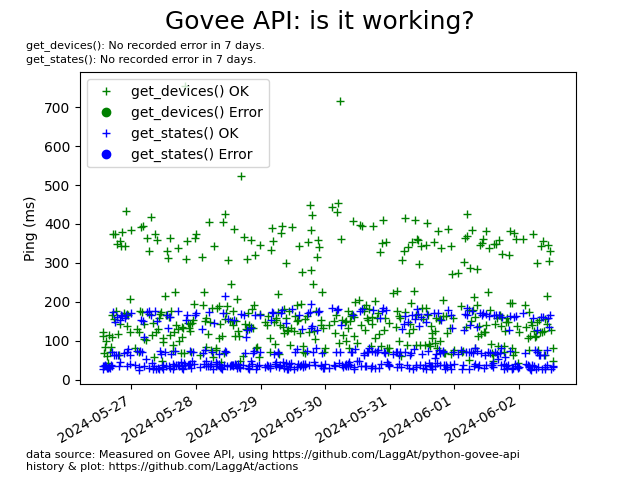 Govee API: is it working?
get_devices(): No recorded error in 7 days.
get_states(): No recorded error in 7 days.
get_devices() OK
get_devices() Error
get_states() OK
get_states() Error
Ping (ms)
700
600
500
400
300
200
100
0
2024-05-27
2024-05-28
2024-05-29
2024-05-30
2024-05-31
2024-06-01
2024-06-02
data source: Measured on Govee API, using https://github.com/LaggAt/python-govee-api
history & plot: https://github.com/LaggAt/actions